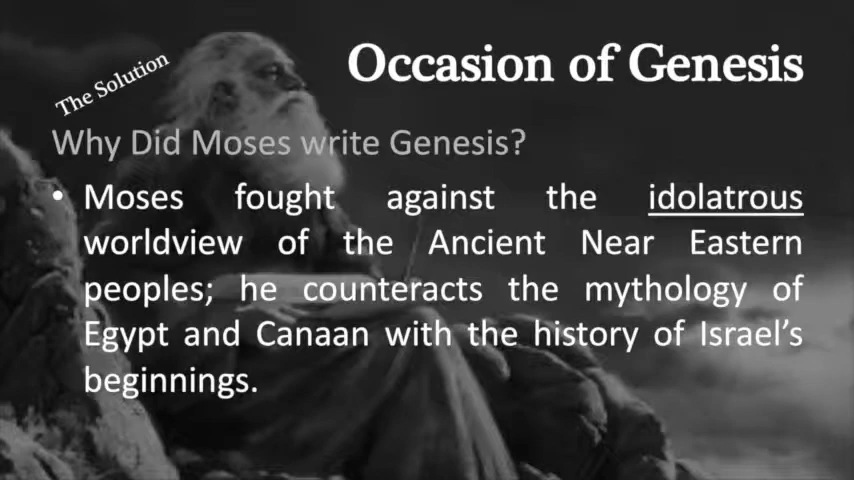 The Solution
Occasion of Genesis
Why Did Moses write Genesis?
• Moses fought against the idolatrous
worldview of the Ancient Near Eastern
peoples; he counteracts the mythology of
Egypt and Canaan with the history of Israel’s
beginnings.